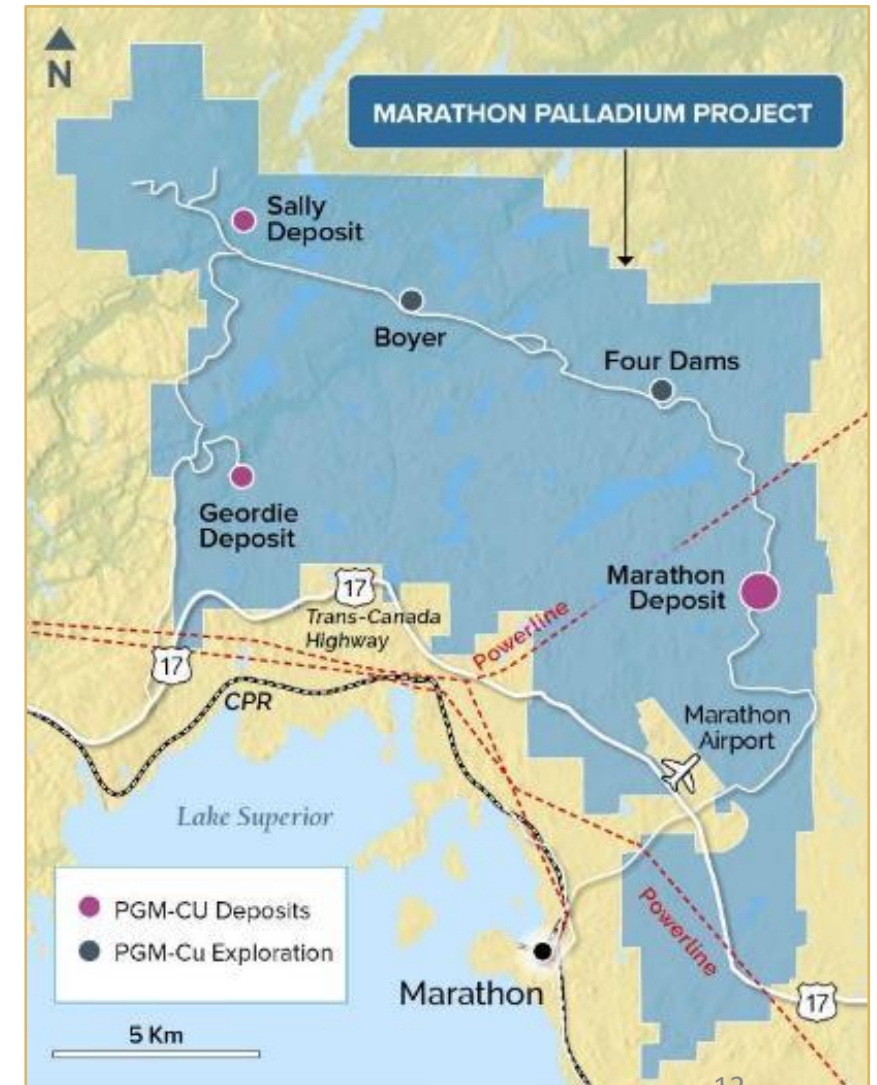 N
MARATHON PALLADIUM PROJECT
Sally
Deposit
Boyer
Four Dams
Geordie
Deposit
Marathon
Deposit
17
Trans-Canada
Highway
Powerline
17
CPR
Marathon
Airport
Lake Superior
PGM-CU Deposits
PGM-Cu Exploration
Powerline
Marathon
17
5 Km